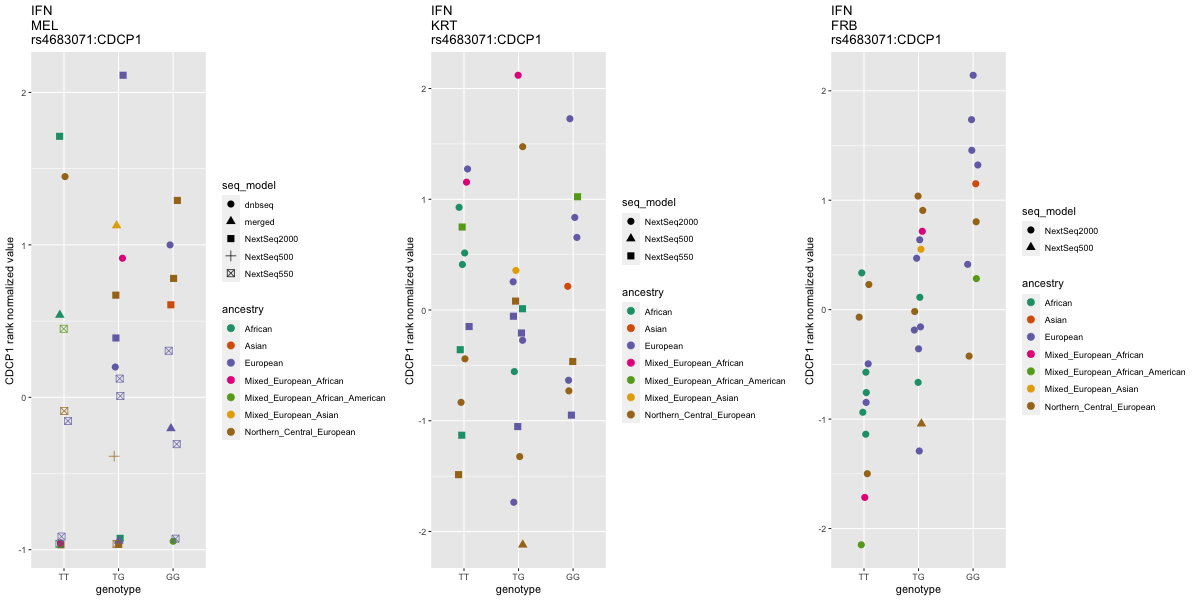 IFN
MEL
rs4683071:CDCP1
CDCP1 rank normalized value
2
1
0
-1
TT
TG
GG
genotype
seq_model
dnbseq
merged
NextSeq2000
NextSeq500
NextSeq550
ancestry
African
Asian
European
Mixed_European_African
Mixed_European_African_American
Mixed_European_Asian
Northern_Central_European
IFN
KRT
rs4683071:CDCP1
CDCP1 rank normalized value
2
1
0
-1
-2
TT
TG
GG
genotype
seq_model
NextSeq2000
NextSeq500
NextSeq550
ancestry
African
Asian
European
Mixed_European_African
Mixed_European_African_American
Mixed_European_Asian
Northern_Central_European
IFN
FRB
rs4683071:CDCP1
CDCP1 rank normalized value
2
1
0
-1
-2
TT
TG
GG
genotype
seq_model
NextSeq2000
NextSeq500
ancestry
African
Asian
European
Mixed_European_African
Mixed_European_African_American
Mixed_European_Asian
Northern_Central_European